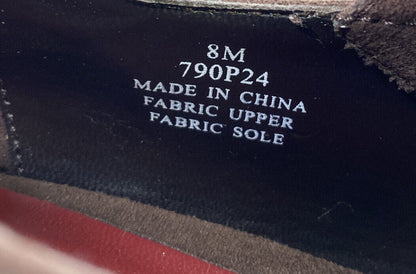 8M
790P24
MADE IN CHINA
FABRIC UPPER
FABRIC SOLE